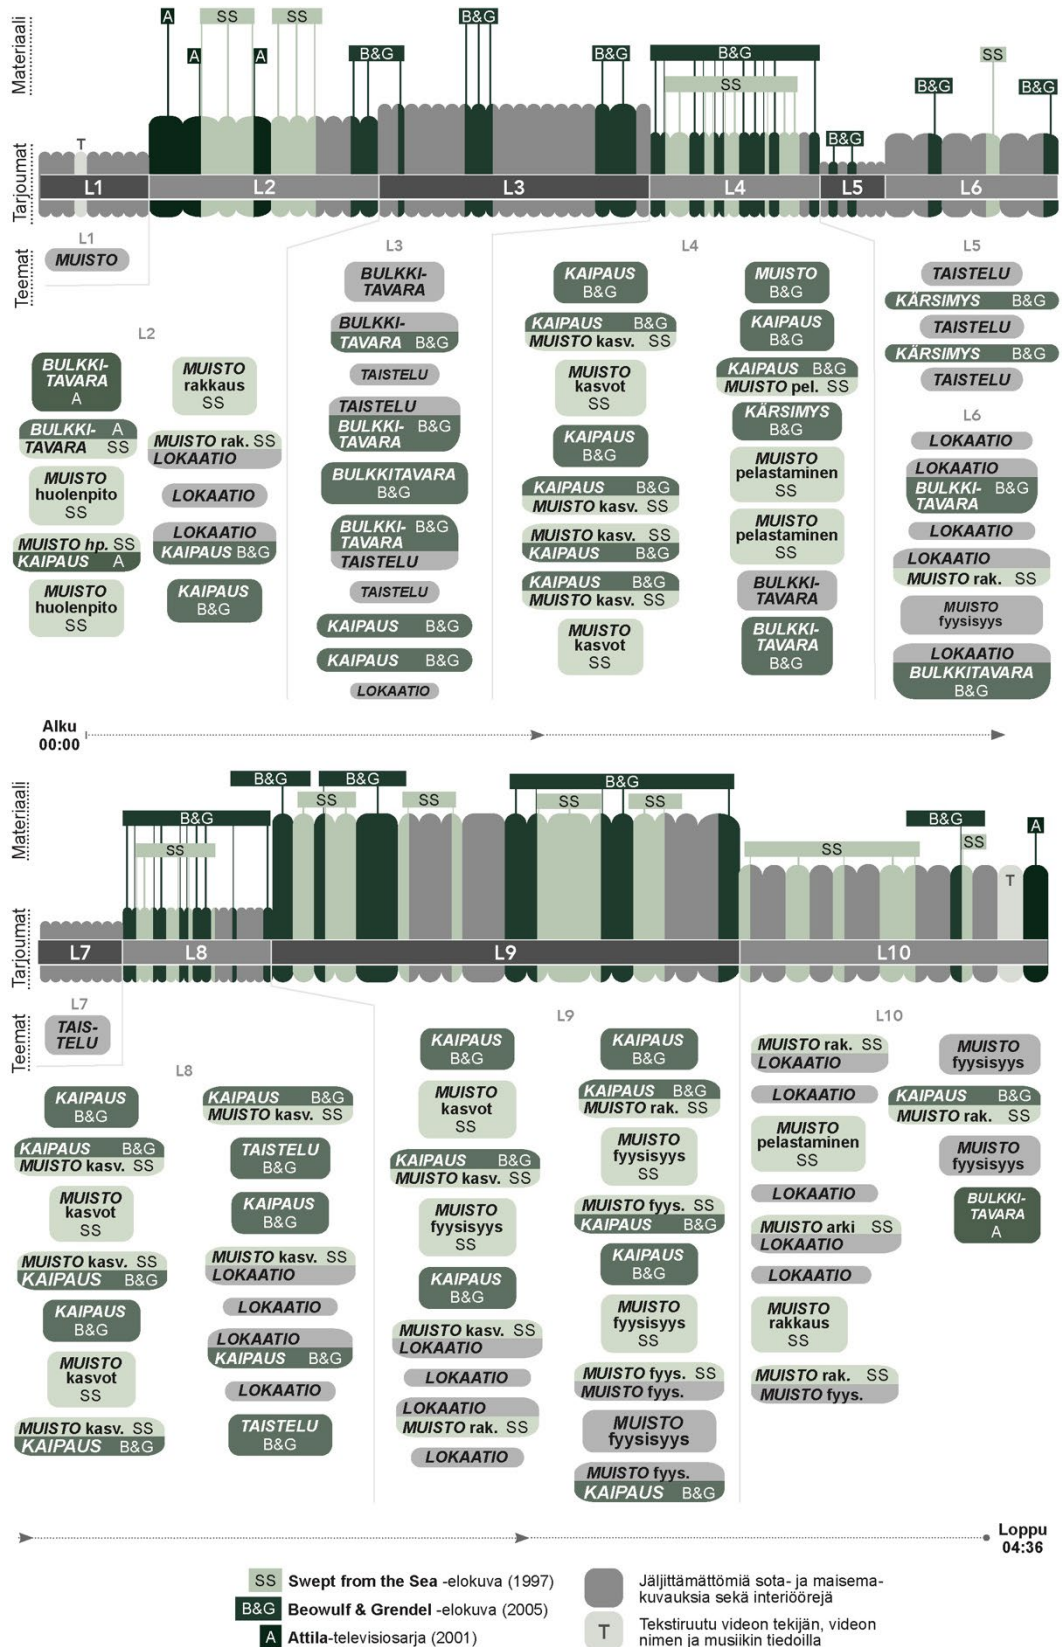 Materiaali
A
SS
SS
B&G
B&G
B&G
SS
A
A
B&G
B&G
B&G
SS
B&G
B&G
Tarjoumat
T
L1
L2
L3
L4
L5
L6
Teemat
L1
MUISTO
L2
BULKKI-
TAVARA
A
BULKKI- A
TAVARA SS
MUISTO
huolenpito
SS
MUISTO hp. SS
KAIPAUS A
MUISTO
huolenpito
SS
MUISTO
rakkaus
SS
MUISTO rak. SS
LOKAATIO
LOKAATIO
LOKAATIO
KAIPAUS B&G
KAIPAUS
B&G
L3
BULKKI-
TAVARA
BULKKI-
TAVARA B&G
TAISTELU
TAISTELU
BULKKI- B&G
TAVARA
BULKKITAVARA
B&G
BULKKI- B&G
TAVARA
TAISTELU
TAISTELU
KAIPAUS B&G
KAIPAUS B&G
LOKAATIO
L4
KAIPAUS
B&G
KAIPAUS B&G
MUISTO kasv. SS
MUISTO
kasvot
SS
KAIPAUS
B&G
KAIPAUS B&G
MUISTO kasv. SS
MUISTO kasv. SS
KAIPAUS B&G
KAIPAUS B&G
MUISTO kasv. SS
MUISTO
kasvot
SS
MUISTO
B&G
KAIPAUS
B&G
KAIPAUS B&G
MUISTO pel. SS
KÄRSIMYS
B&G
MUISTO
pelastaminen
SS
MUISTO
pelastaminen
SS
BULKKI-
TAVARA
BULKKI-
TAVARA
B&G
L5
TAISTELU
KÄRSIMYS B&G
TAISTELU
KÄRSIMYS B&G
TAISTELU
L6
LOKAATIO
LOKAATIO
BULKKI- B&G
TAVARA
LOKAATIO
LOKAATIO
MUISTO rak. SS
MUISTO
fyysisyys
LOKAATIO
BULKKITAVARA
B&G
Alku
00:00
Materiaali
B&G
SS
B&G
B&G
SS
SS
B&G
SS
SS
SS
B&G
SS
A
Tarjoumat
T
L7
L8
L9
L10
Teemat
L7
TAIS-
TELU
L8
KAIPAUS
B&G
KAIPAUS B&G
MUISTO kasv. SS
MUISTO
kasvot
SS
MUISTO kasv. SS
KAIPAUS B&G
KAIPAUS
B&G
MUISTO
kasvot
SS
MUISTO kasv. SS
KAIPAUS B&G
KAIPAUS B&G
MUISTO kasv. SS
TAISTELU
B&G
KAIPAUS
B&G
MUISTO kasv. SS
LOKAATIO
LOKAATIO
LOKAATIO
KAIPAUS B&G
LOKAATIO
TAISTELU
B&G
L9
KAIPAUS
B&G
MUISTO
kasvot
SS
KAIPAUS B&G
MUISTO kasv. SS
MUISTO
fyysisyys
SS
KAIPAUS
B&G
MUISTO kasv. SS
LOKAATIO
LOKAATIO
LOKAATIO
MUISTO rak. SS
LOKAATIO
KAIPAUS
B&G
KAIPAUS B&G
MUISTO rak. SS
MUISTO
fyysisyys
SS
MUISTO fyys. SS
KAIPAUS B&G
KAIPAUS
B&G
MUISTO
fyysisyys
SS
MUISTO fyys. SS
MUISTO fyys.
MUISTO
fyysisyys
MUISTO fyys.
KAIPAUS B&G
L10
MUISTO rak. SS
LOKAATIO
LOKAATIO
MUISTO
pelastaminen
SS
LOKAATIO
MUISTO arki SS
LOKAATIO
LOKAATIO
MUISTO
rakkaus
SS
MUISTO rak. SS
MUISTO fyys.
MUISTO
fyysisyys
KAIPAUS B&G
MUISTO rak. SS
MUISTO
fyysisyys
BULKKI-
TAVARA
A
Loppu
04:36
SS Swept from the Sea -elokuva (1997)
B&G Beowulf & Grendel -elokuva (2005)
A Attila-televisiosarja (2001)
Jäljittämättömiä sota- ja maisema-
kuvauksia sekä interiöörejä
T Tekstiruutu videon tekijän, videon
nimen ja musiikin tiedoilla